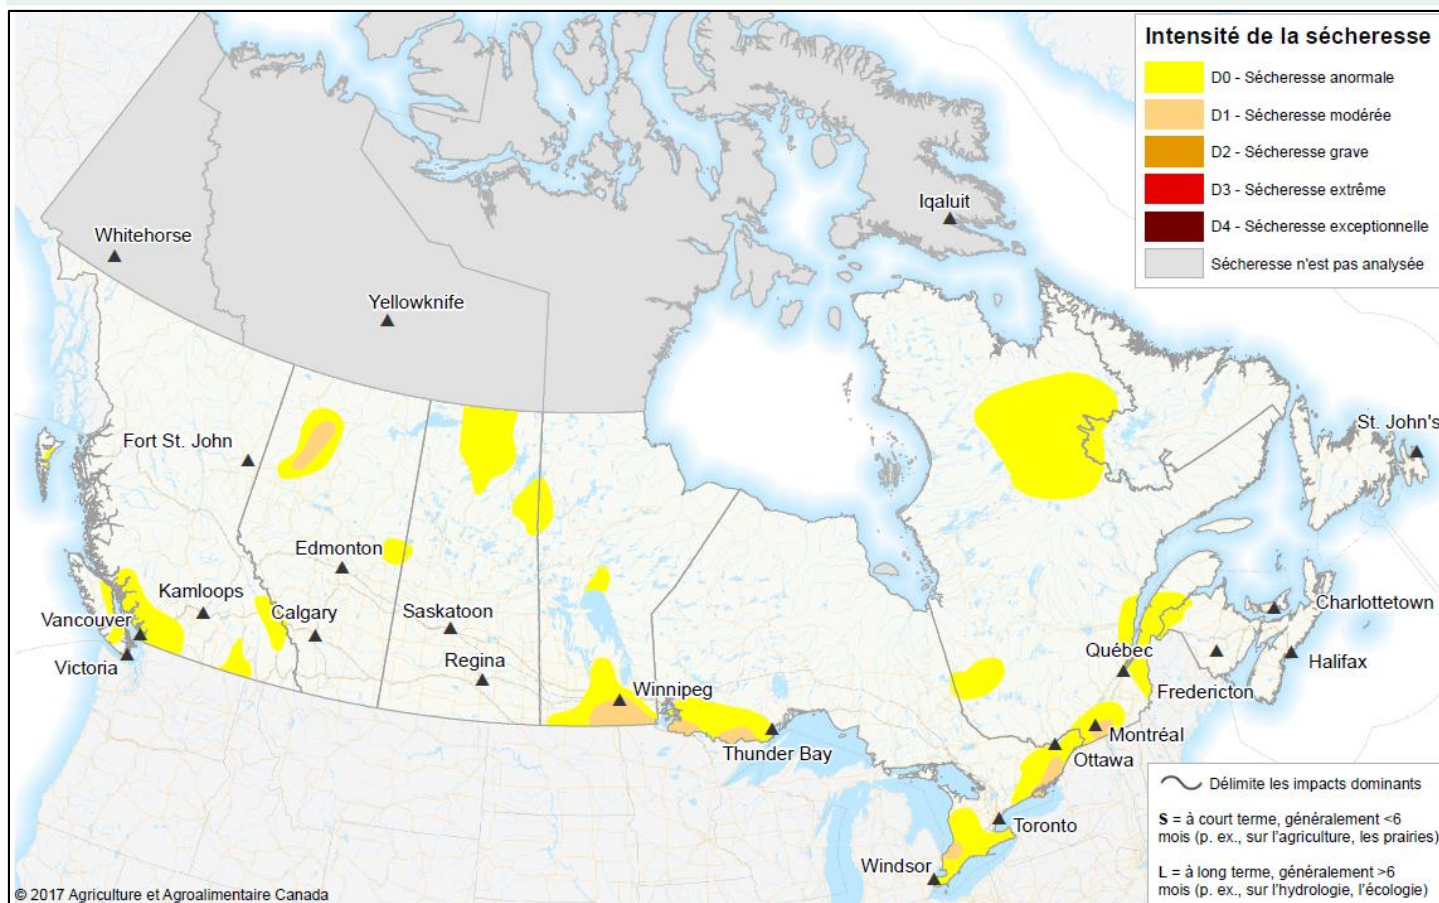 Intensité de la sécheresse
D0 - Sécheresse anormale
D1 - Sécheresse modérée
D2 - Sécheresse grave
D3 - Sécheresse extrême
D4 - Sécheresse exceptionnelle
Sécheresse n'est pas analysée
Iqaluit
Whitehorse
Yellowknife
St. John's
Fort St. John
Edmonton
Kamloops
Calgary
Saskatoon
Charlottetown
Vancouver
Québec
Victoria
Regina
Halifax
Winnipeg
Fredericton
Montréal
Thunder Bay
Ottawa
Toronto
Windsor
Délimite les impacts dominants
S = à court terme, généralement <6
mois (p. ex., sur l'agriculture, les prairies)
L = à long terme, généralement >6
mois (p. ex., sur l'hydrologie, l'écologie)
© 2017 Agriculture et Agroalimentaire Canada